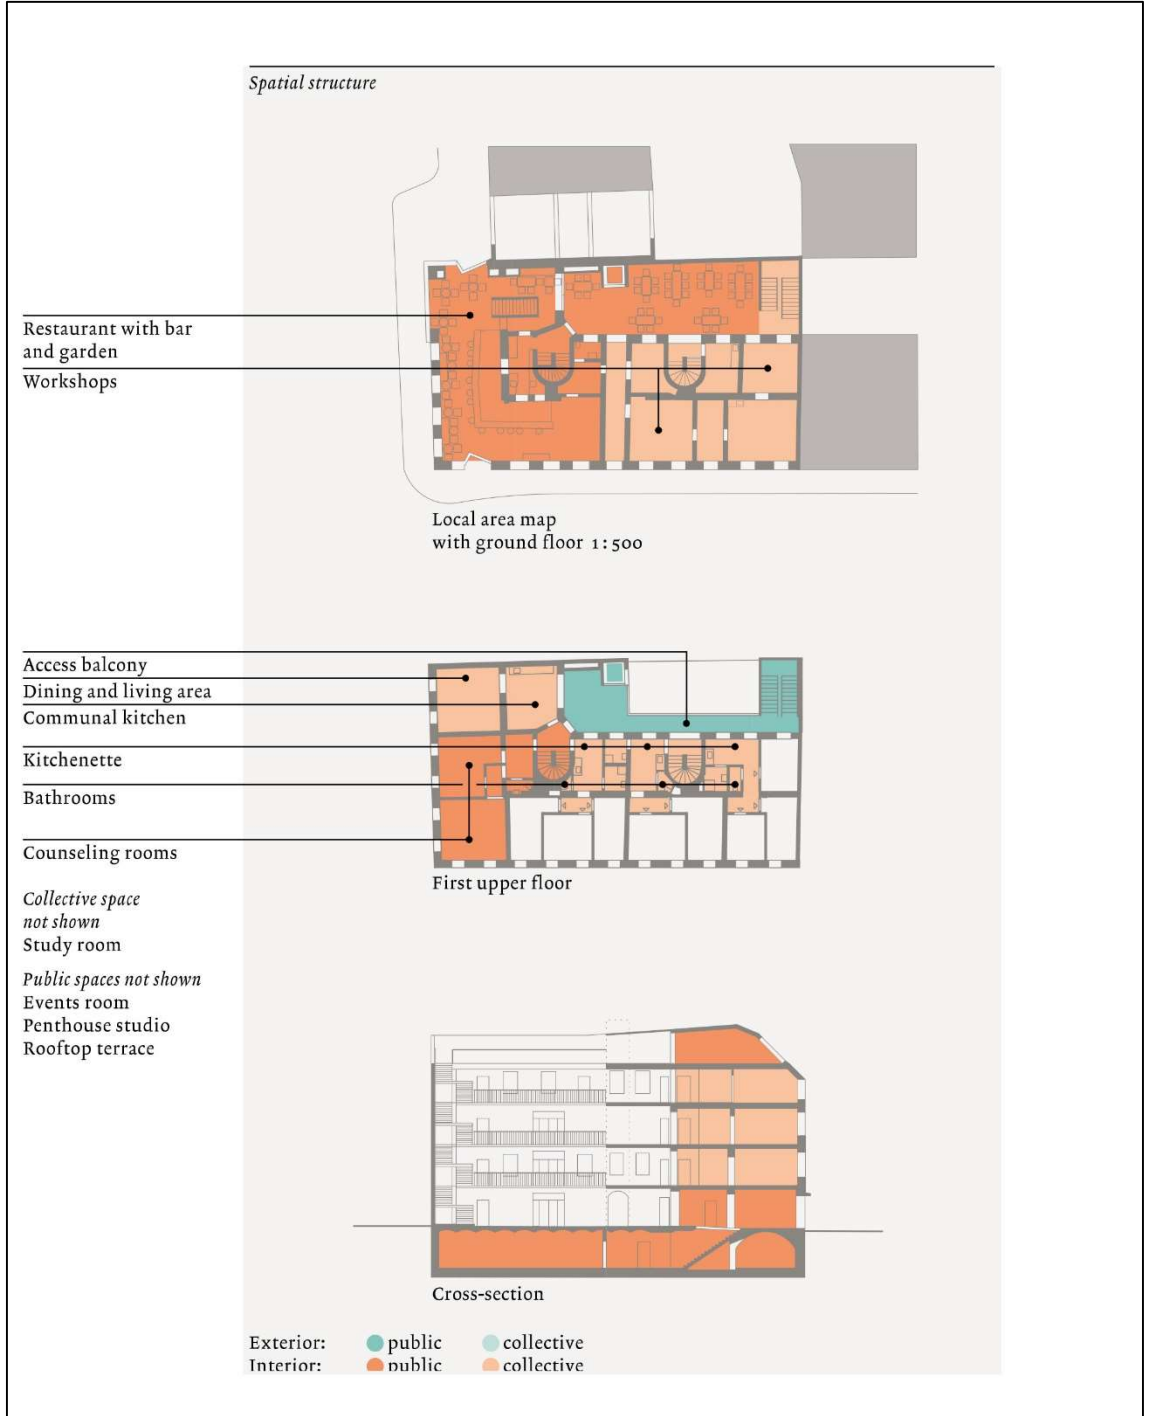 Spatial structure
Restaurant with bar
and garden
Workshops
Local area map
with ground floor 1:500
Access balcony
Dining and living area
Communal kitchen
Kitchenette
Bathrooms
Counseling rooms
First upper floor
Collective space
not shown
Study room
Public spaces not shown
Events room
Penthouse studio
Rooftop terrace
Cross-section
Exterior: public collective
Interior: public collective